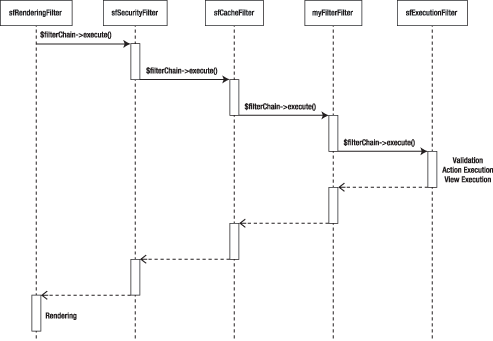 sfRenderingFilter sfSecurityFilter sfCacheFilter myFilterFilter sfExecutionFilter
$filterChain->execute()
$filterChain->execute()
$filterChain->execute()
$filterChain->execute()
Validation
Action Execution
View Execution
Rendering